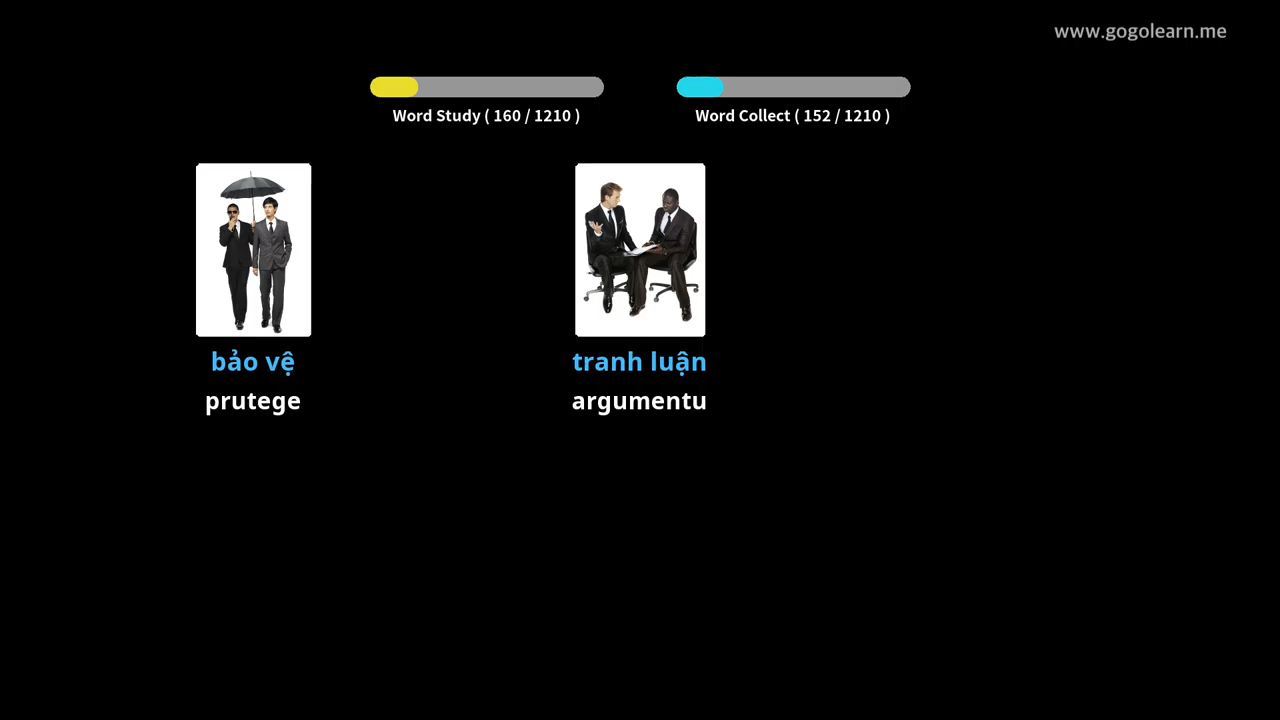 www.gogolearn.me
Word Study ( 160 / 1210 )
Word Collect ( 152 / 1210 )
bảo vệ
prutege
tranh luận
argumentu